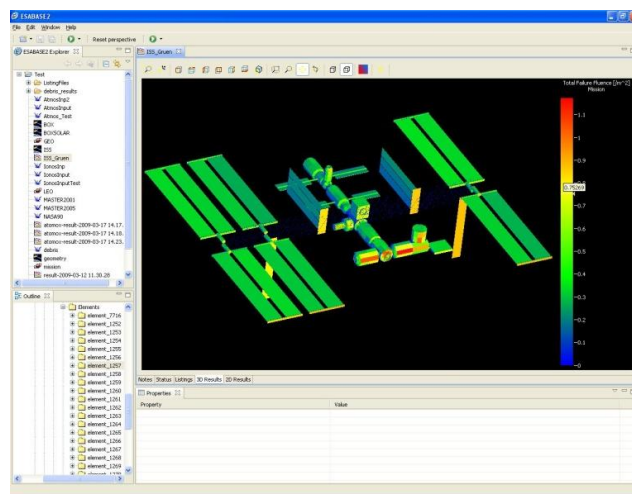 ESABASE2
File Edit Window Help
Reset perspective
ESABASE2 Explorer
ISS_Gruen
Test
ListingFiles
debris_results
AtmosInp2
AtmosInput
Atmos_Test
BOX
BOXSOLAR
GEO
ISS
ISS_Gruen
IonosInp
IonosInput
IonosInputTest
LEO
MASTER2001
MASTER2005
NASA90
atomox-result-2009-03-17 14.17.
atomox-result-2009-03-17 14.18.
atomox-result-2009-03-17 14.23.
debris
geometry
mission
result-2009-03-12 11.30.28
Total Failure Fluence [/m^2]
Mission
1.1
0.9
0.75269
0.7
0.6
0.5
0.4
0.3
0.2
0.1
0
Outline
Elements
element_7716
element_1252
element_1253
element_1254
element_1255
element_1256
element_1257
element_1258
element_1259
element_1260
element_1261
element_1262
element_1263
element_1264
element_1265
element_1266
element_1267
element_1268
element_1269
Notes Status Listings 3D Results 2D Results
Properties
Property Value